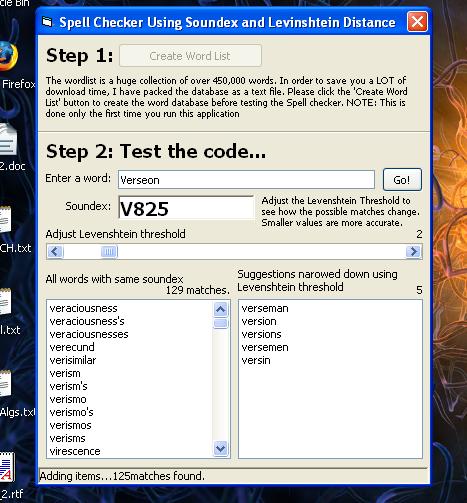 cle Bin
Spell Checker Using Soundex and Levinshtein Distance
Step 1:
Create Word List
The wordlist is a huge collection of over 450,000 words. In order to save you a LOT of
download time, I have packed the database as a text file. Please click the 'Create Word
List' button to create the word database before testing the Spell checker. NOTE: This is
done only the first time you run this application
Firefox
Step 2: Test the code...
2.doc
Enter a word:
Verseon
Go!
Soundex:
V825
Adjust the Levenshtein Threshold to
see how the possible matches change.
Smaller values are more accurate.
CH.txt
Adjust Levenshtein threshold
2
All words with same soundex
129 matches.
Suggestions narowed down using
Levenshtein threshold
5
veraciousness
veraciousness's
veraciousnesses
verecund
verisimilar
verism
verism's
verismo
verismo's
verismos
verisms
virescence
verseman
version
versions
versemen
versin
l.txt
Algs.txt
2.rtf
Adding items...125matches found.